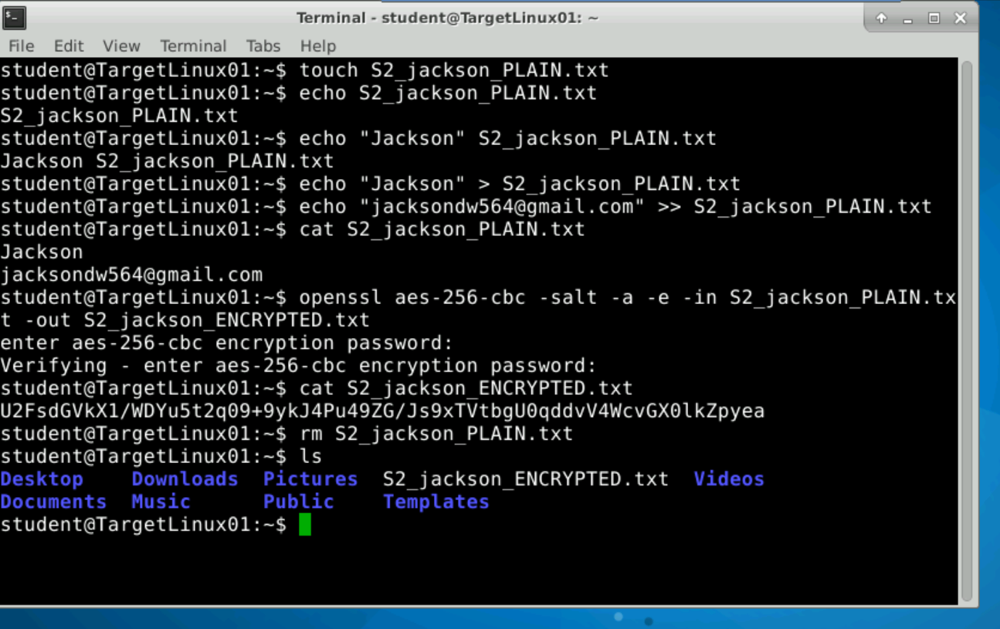 Terminal - student@TargetLinux01: ~
File Edit View Terminal Tabs Help
student@TargetLinux01:~$ touch S2_jackson_PLAIN.txt
student@TargetLinux01:~$ echo S2_jackson_PLAIN.txt
S2_jackson_PLAIN.txt
student@TargetLinux01:~$ echo "Jackson" S2_jackson_PLAIN.txt
Jackson S2_jackson_PLAIN.txt
student@TargetLinux01:~$ echo "Jackson" > S2_jackson_PLAIN.txt
student@TargetLinux01:~$ echo "jacksondw564@gmail.com" >> S2_jackson_PLAIN.txt
student@TargetLinux01:~$ cat S2_jackson_PLAIN.txt
Jackson
jacksondw564@gmail.com
student@TargetLinux01:~$ openssl aes-256-cbc -salt -a -e -in S2_jackson_PLAIN.tx
t -out S2_jackson_ENCRYPTED.txt
enter aes-256-cbc encryption password:
Verifying - enter aes-256-cbc encryption password:
student@TargetLinux01:~$ cat S2_jackson_ENCRYPTED.txt
U2FsdGVkX1/WDYu5t2q09+9ykJ4Pu49ZG/Js9xTVtbgU0qddvV4WcvGX0lkZpyea
student@TargetLinux01:~$ rm S2_jackson_PLAIN.txt
student@TargetLinux01:~$ ls
Desktop Downloads Pictures S2_jackson_ENCRYPTED.txt Videos
Documents Music Public Templates
student@TargetLinux01:~$